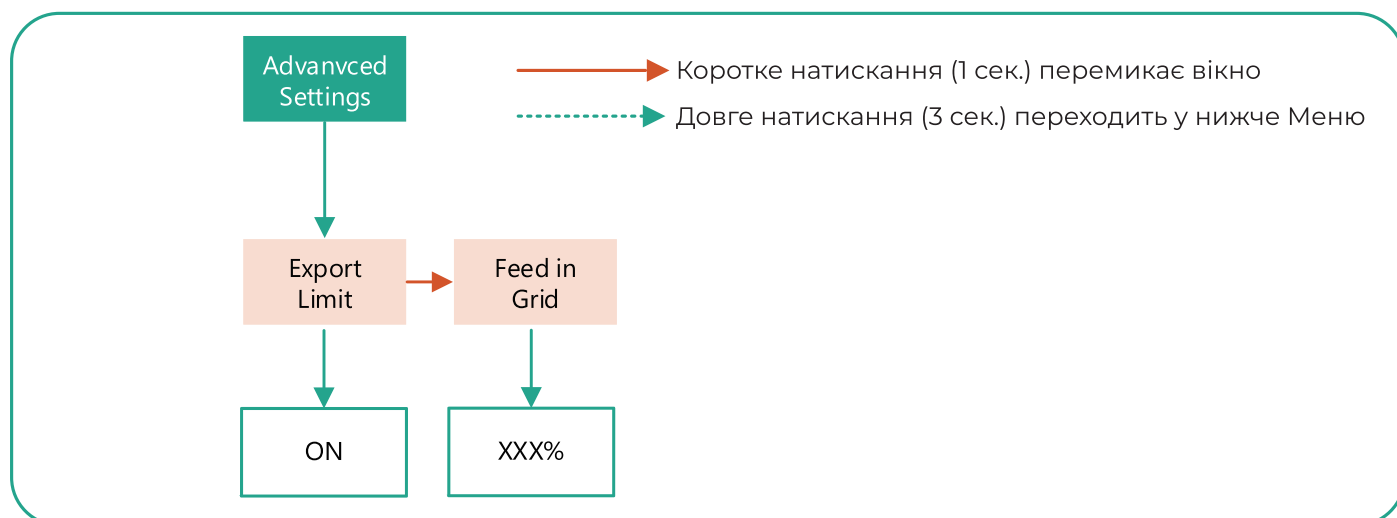 Advanvced
Settings
Коротке натискання (1 сек.) перемикає вікно
Довге натискання (3 сек.) переходить у нижче Меню
Export
Limit
Feed in
Grid
ON
XXX%